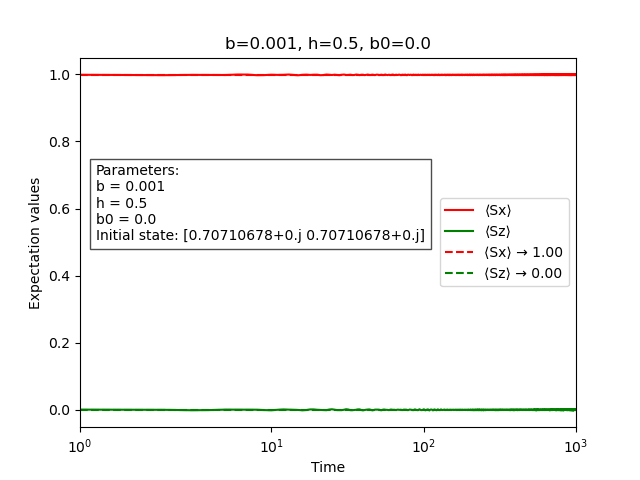 b=0.001, h=0.5, b0=0.0
Expectation values
1.0
0.8
0.6
0.4
0.2
0.0
Parameters:
b = 0.001
h = 0.5
b0 = 0.0
Initial state: [0.70710678+0.j 0.70710678+0.j]
⟨Sx⟩
⟨Sz⟩
⟨Sx⟩ → 1.00
⟨Sz⟩ → 0.00
10⁰ 10¹ 10² 10³
Time